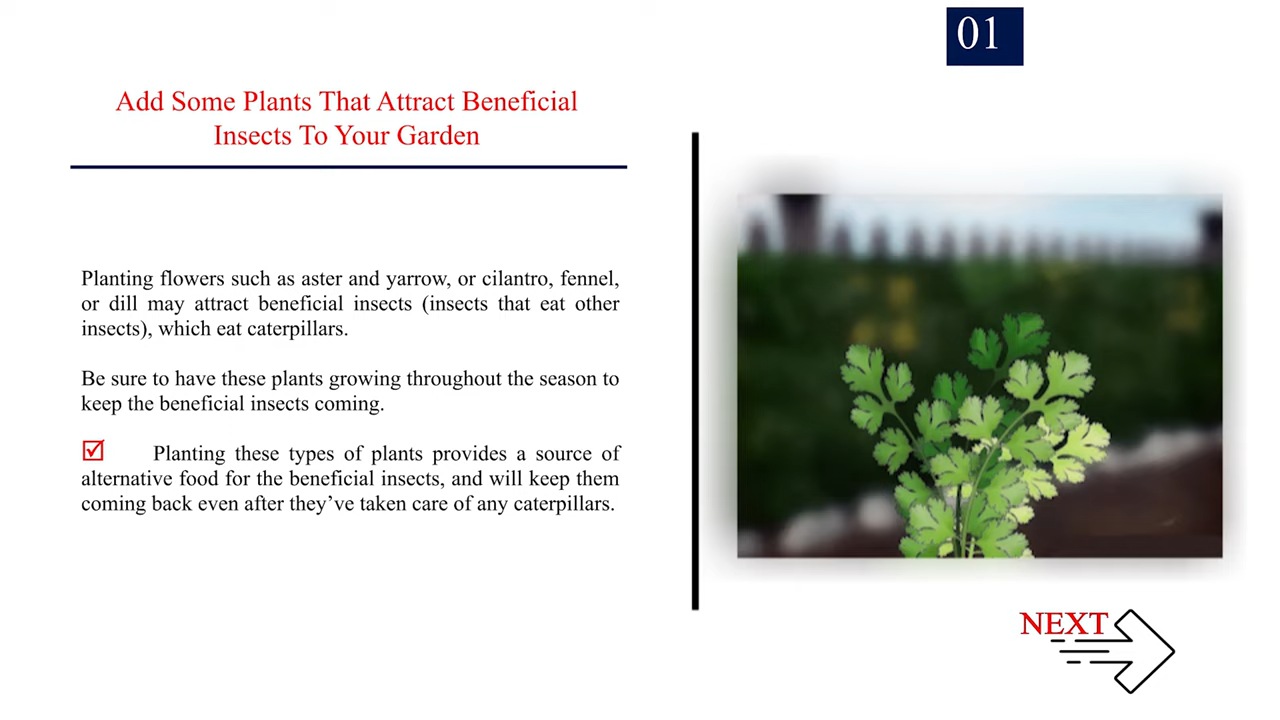 01
Add Some Plants That Attract Beneficial
Insects To Your Garden
Planting flowers such as aster and yarrow, or cilantro, fennel,
or dill may attract beneficial insects (insects that eat other
insects), which eat caterpillars.
Be sure to have these plants growing throughout the season to
keep the beneficial insects coming.
Planting these types of plants provides a source of
alternative food for the beneficial insects, and will keep them
coming back even after they’ve taken care of any caterpillars.
NEXT